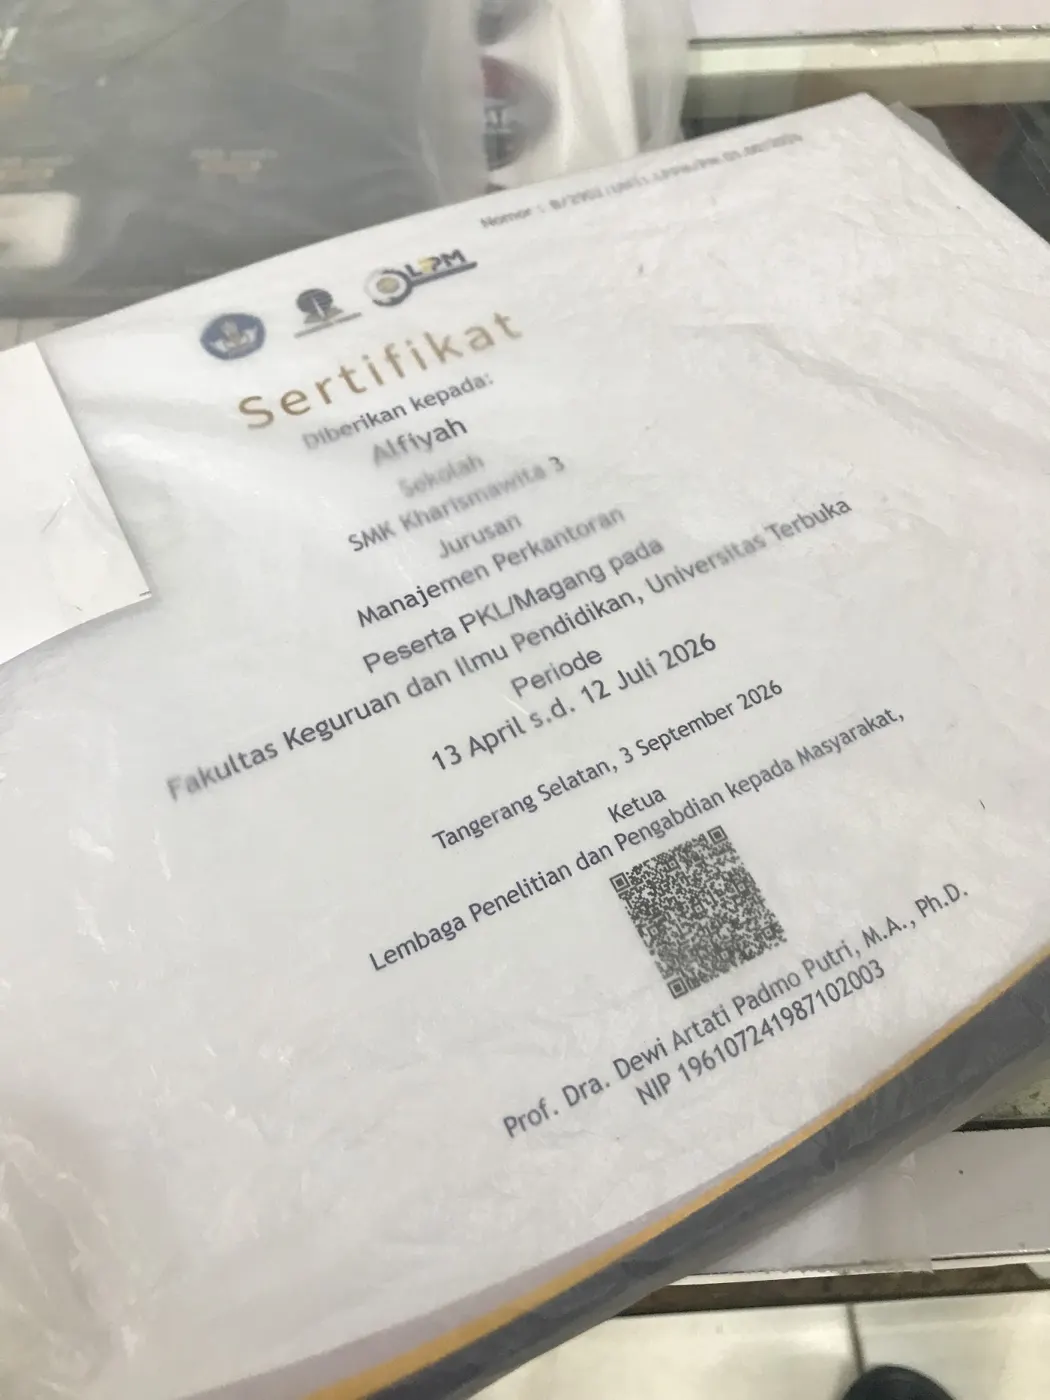 Nomor :
LPPM
Sertifikat
Diberikan kepada:
Alfiyah
Sekolah
SMK Kharismawita 3
Jurusan
Manajemen Perkantoran
Peserta PKL/Magang pada
Fakultas Keguruan dan Ilmu Pendidikan, Universitas Terbuka
Periode
13 April s.d. 12 Juli 2026
Tangerang Selatan, 3 September 2026
Ketua
Lembaga Penelitian dan Pengabdian kepada Masyarakat,
Prof. Dra. Dewi Artati Padmo Putri, M.A., Ph.D.
NIP 196107241987102003